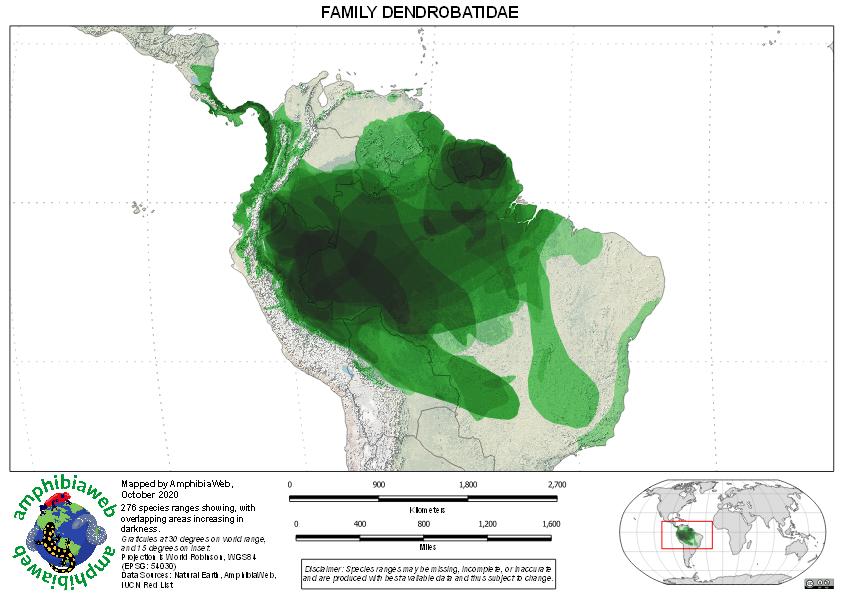 FAMILY DENDROBATIDAE
amphibiaweb
amphibiaweb
Mapped by AmphibiaWeb,
October 2020
276 species ranges showing, with
overlapping areas increasing in
darkness.
Graticules at 30 degrees on world range,
and 15 degrees on inset.
Projection is World Robinson, WGS84
(EPSG: 54030)
Data Sources: Natural Earth, AmphibiaWeb,
IUCN Red List
0 900 1,800 2,700
Kilometers
0 400 800 1,200 1,600
Miles
Disclaimer: Species ranges may be missing, incomplete, or inaccurate
and are produced with best available data and thus subject to change.